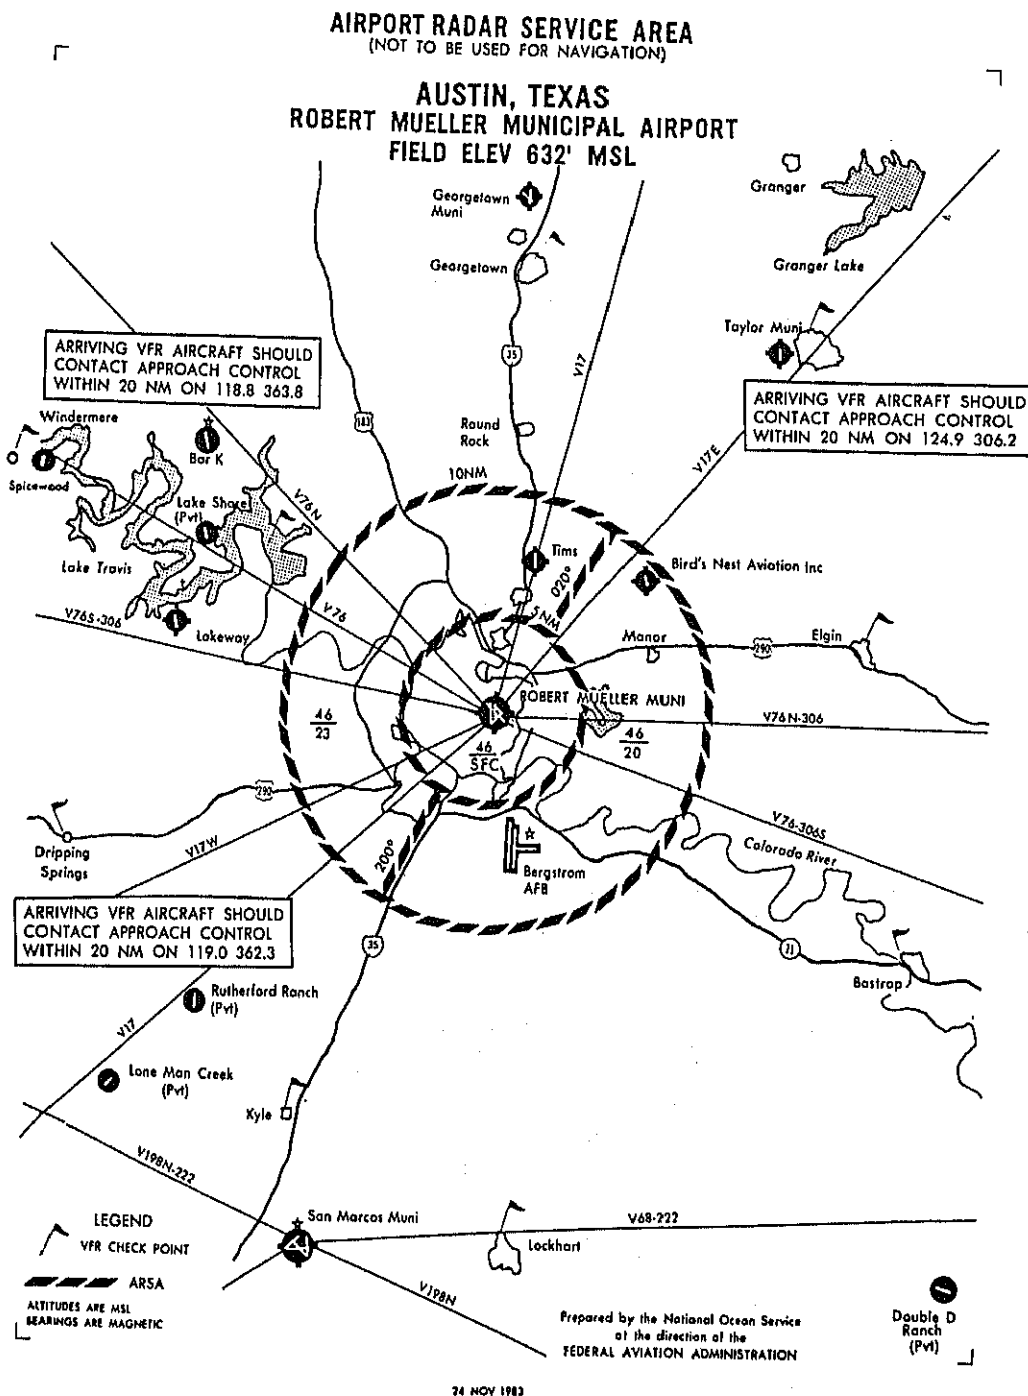 AIRPORT RADAR SERVICE AREA
(NOT TO BE USED FOR NAVIGATION)
AUSTIN, TEXAS
ROBERT MUELLER MUNICIPAL AIRPORT
FIELD ELEV 632' MSL
Georgetown
Muni
Georgetown
Granger
Granger Lake
Taylor Muni
35
V17
ARRIVING VFR AIRCRAFT SHOULD
CONTACT APPROACH CONTROL
WITHIN 20 NM ON 118.8 363.8
ARRIVING VFR AIRCRAFT SHOULD
CONTACT APPROACH CONTROL
WITHIN 20 NM ON 124.9 306.2
183
Round
Rock
V17E
Windermere
Bar K
Spicewood
10NM
V76N
Lake Shore
(Pvt)
Lake Travis
Tims
020°
Bird's Nest Aviation Inc
V76
V76S-306
Lakeway
5NM
Manor
290
Elgin
ROBERT MUELLER MUNI
V76N-306
46
23
46
SFC
46
20
290
V76-306S
Colorado River
Dripping
Springs
V17W
200°
Bergstrom
AFB
ARRIVING VFR AIRCRAFT SHOULD
CONTACT APPROACH CONTROL
WITHIN 20 NM ON 119.0 362.3
35
71
Bastrop
Rutherford Ranch
(Pvt)
V17
Lone Man Creek
(Pvt)
Kyle
V198N-222
San Marcos Muni
V68-222
Lockhart
V198N
LEGEND
VFR CHECK POINT
ARSA
ALTITUDES ARE MSL
BEARINGS ARE MAGNETIC
Prepared by the National Ocean Service
at the direction of the
FEDERAL AVIATION ADMINISTRATION
Double D
Ranch
(Pvt)
24 NOV 1983